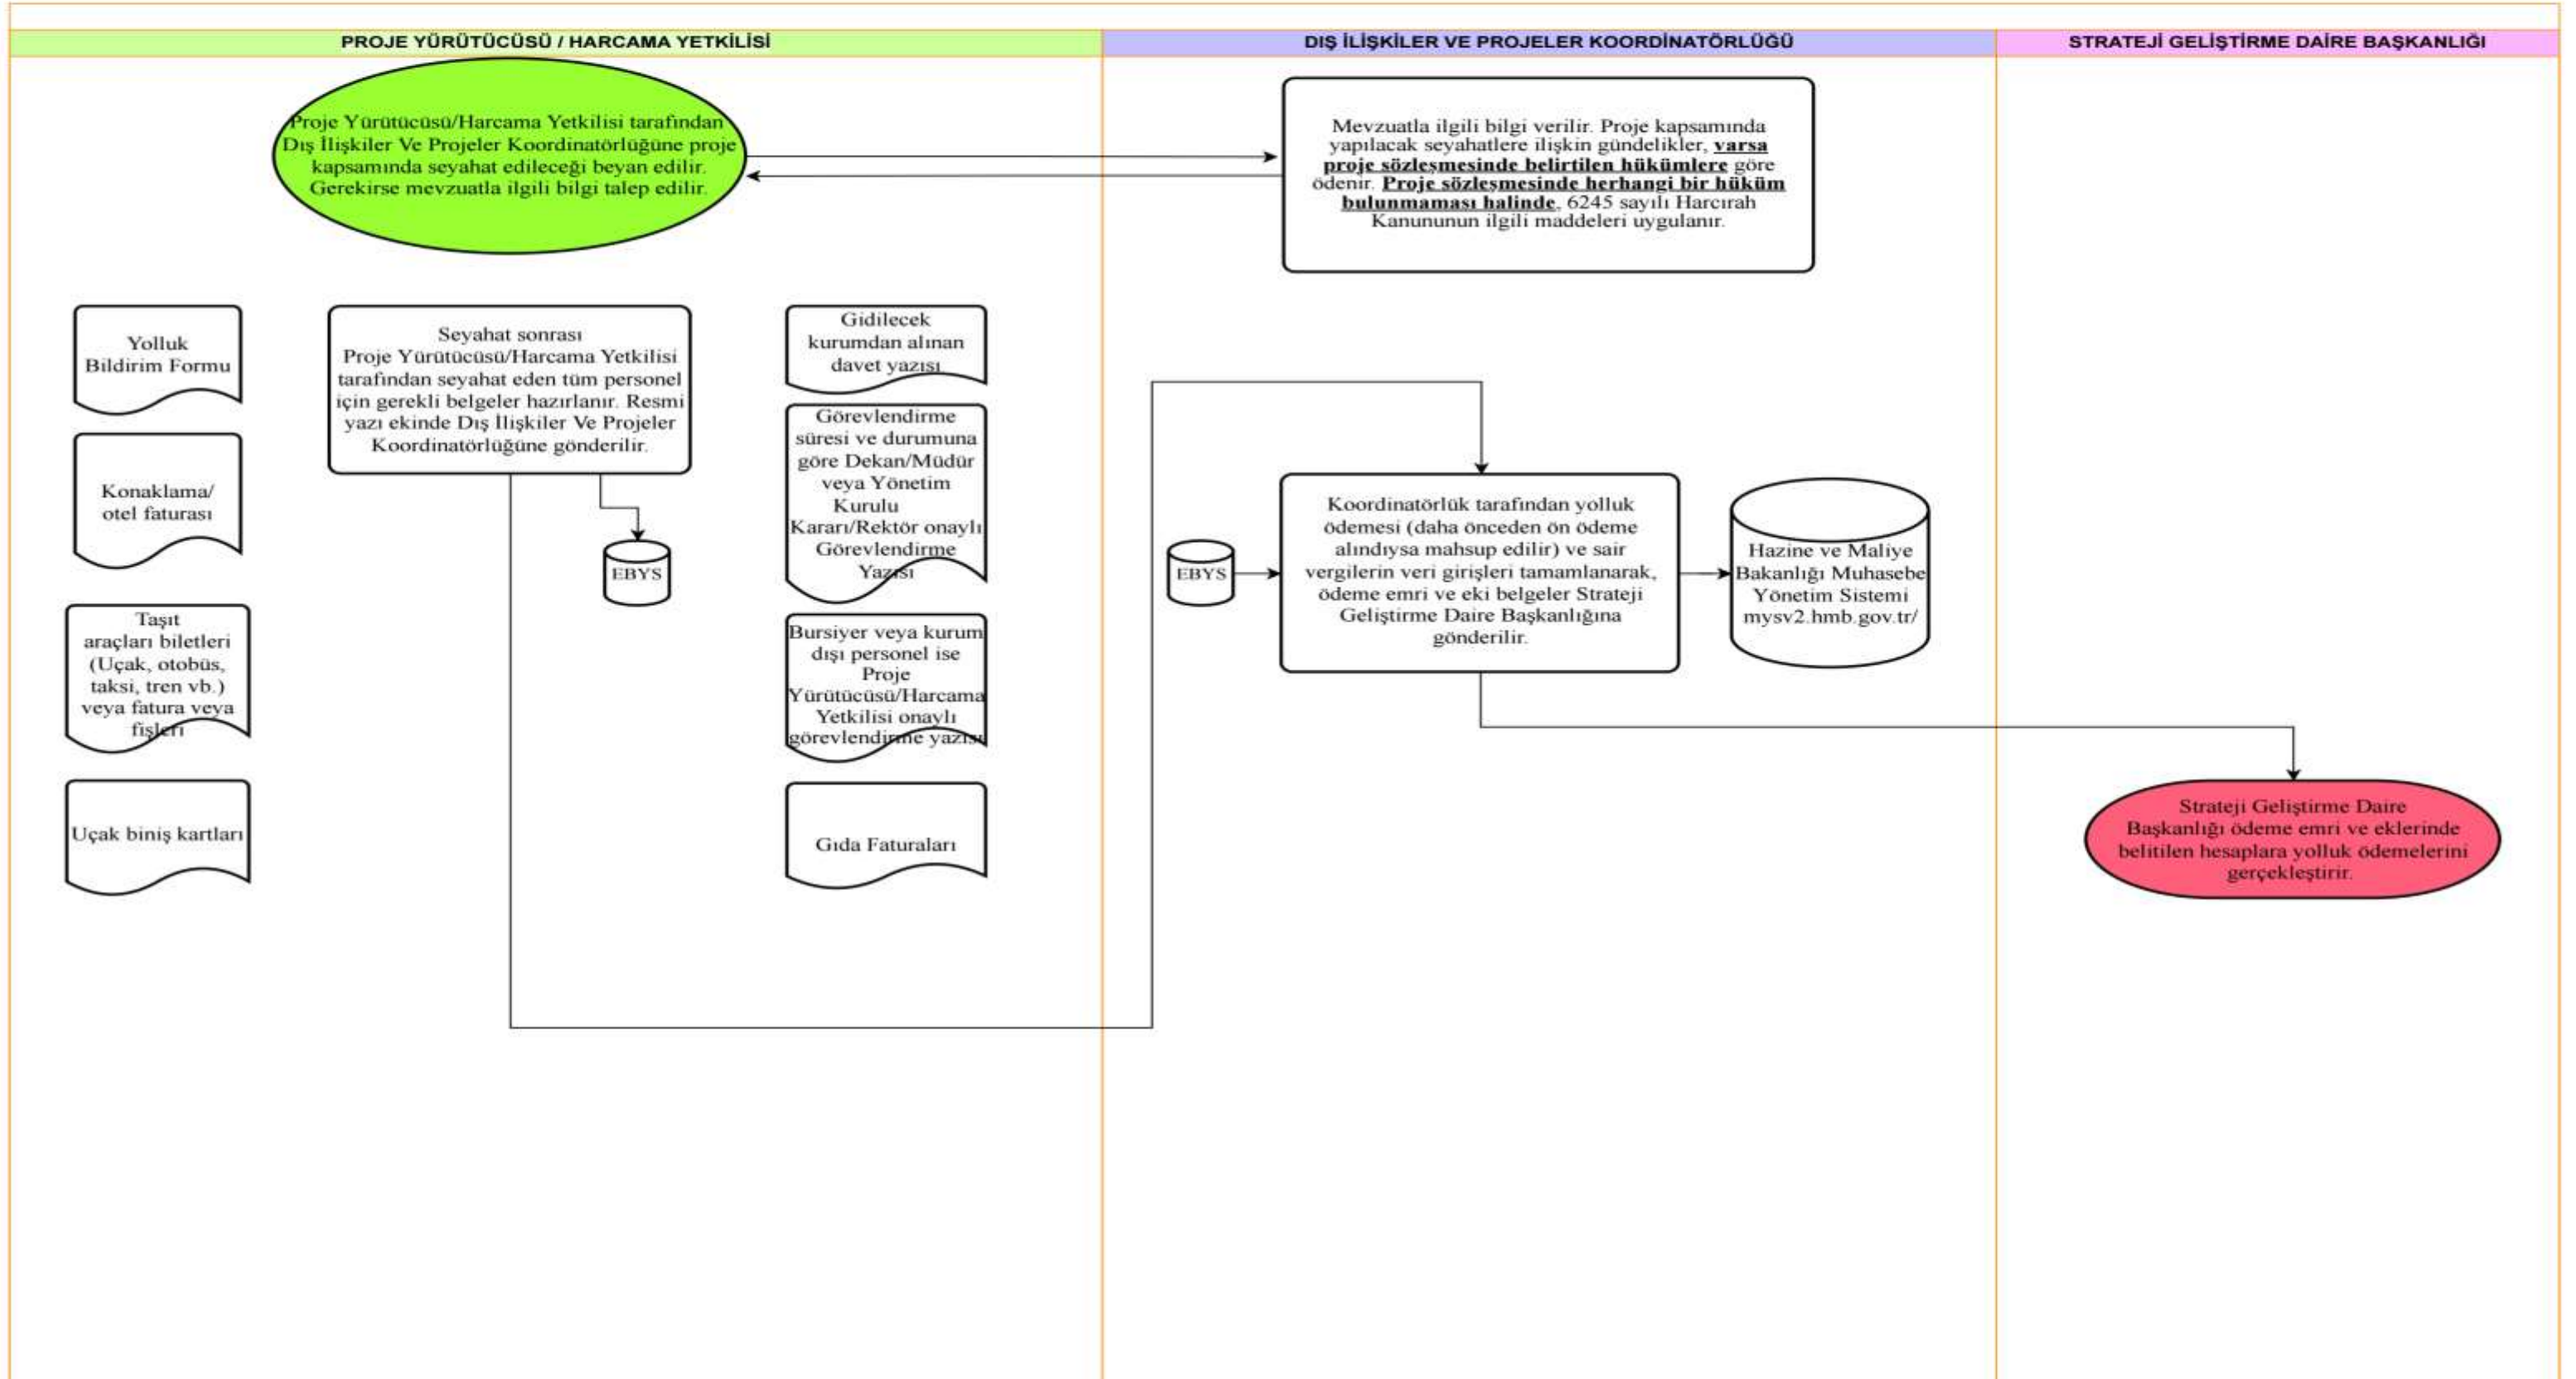 PROJE YÜRÜTÜCÜSÜ / HARCAMA YETKİLİSİ
DIŞ İLİŞKİLER VE PROJELER KOORDİNATÖRLÜĞÜ
STRATEJİ GELİŞTİRME DAİRE BAŞKANLIĞI
Proje Yürütücüsü/Harcama Yetkilisi tarafından
Dış İlişkiler Ve Projeler Koordinatörlüğüne proje
kapsamında seyahat edileceği beyan edilir.
Gerekirse mevzuatla ilgili bilgi talep edilir.
Mevzuatla ilgili bilgi verilir. Proje kapsamında
yapılacak seyahatlere ilişkin gündelikler, varsa
proje sözleşmesinde belirtilen hükümlere göre
ödenir. Proje sözleşmesinde herhangi bir hüküm
bulunmaması halinde, 6245 sayılı Harcırah
Kanununun ilgili maddeleri uygulanır.
Yolluk
Bildirim Formu
Konaklama/
otel faturası
Taşıt
araçları biletleri
(Uçak, otobüs,
taksi, tren vb.)
veya fatura veya
fişleri
Uçak biniş kartları
Seyahat sonrası
Proje Yürütücüsü/Harcama Yetkilisi
tarafından seyahat eden tüm personel
için gerekli belgeler hazırlanır. Resmi
yazı ekinde Dış İlişkiler Ve Projeler
Koordinatörlüğüne gönderilir.
EBYS
Gidilecek
kurumdan alınan
davet yazısı
Görevlendirme
süresi ve durumuna
göre Dekan/Müdür
veya Yönetim
Kurulu
Kararı/Rektör onaylı
Görevlendirme
Yazısı
Bursiyer veya kurum
dışı personel ise
Proje
Yürütücüsü/Harcama
Yetkilisi onaylı
görevlendirme yazısı
Gıda Faturaları
EBYS
Koordinatörlük tarafından yolluk
ödemesi (daha önceden ön ödeme
alındıysa mahsup edilir) ve sair
vergilerin veri girişleri tamamlanarak,
ödeme emri ve eki belgeler Strateji
Geliştirme Daire Başkanlığına
gönderilir.
Hazine ve Maliye
Bakanlığı Muhasebe
Yönetim Sistemi
mysv2.hmb.gov.tr/
Strateji Geliştirme Daire
Başkanlığı ödeme emri ve eklerinde
belitilen hesaplara yolluk ödemelerini
gerçekleştirir.